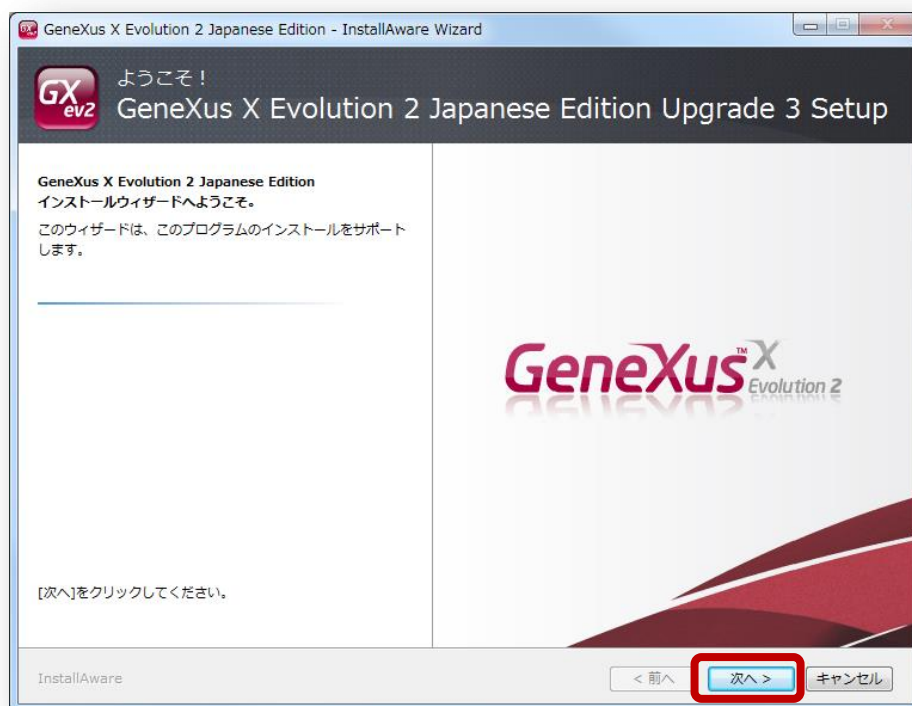 GeneXus X Evolution 2 Japanese Edition - InstallAware Wizard
GX
ev2
ようこそ!
GeneXus X Evolution 2 Japanese Edition Upgrade 3 Setup
GeneXus X Evolution 2 Japanese Edition
インストールウィザードへようこそ。
このウィザードは、このプログラムのインストールをサポート
します。
GeneXus™ X
Evolution 2
[次へ]をクリックしてください。
InstallAware
< 前へ
次へ >
キャンセル